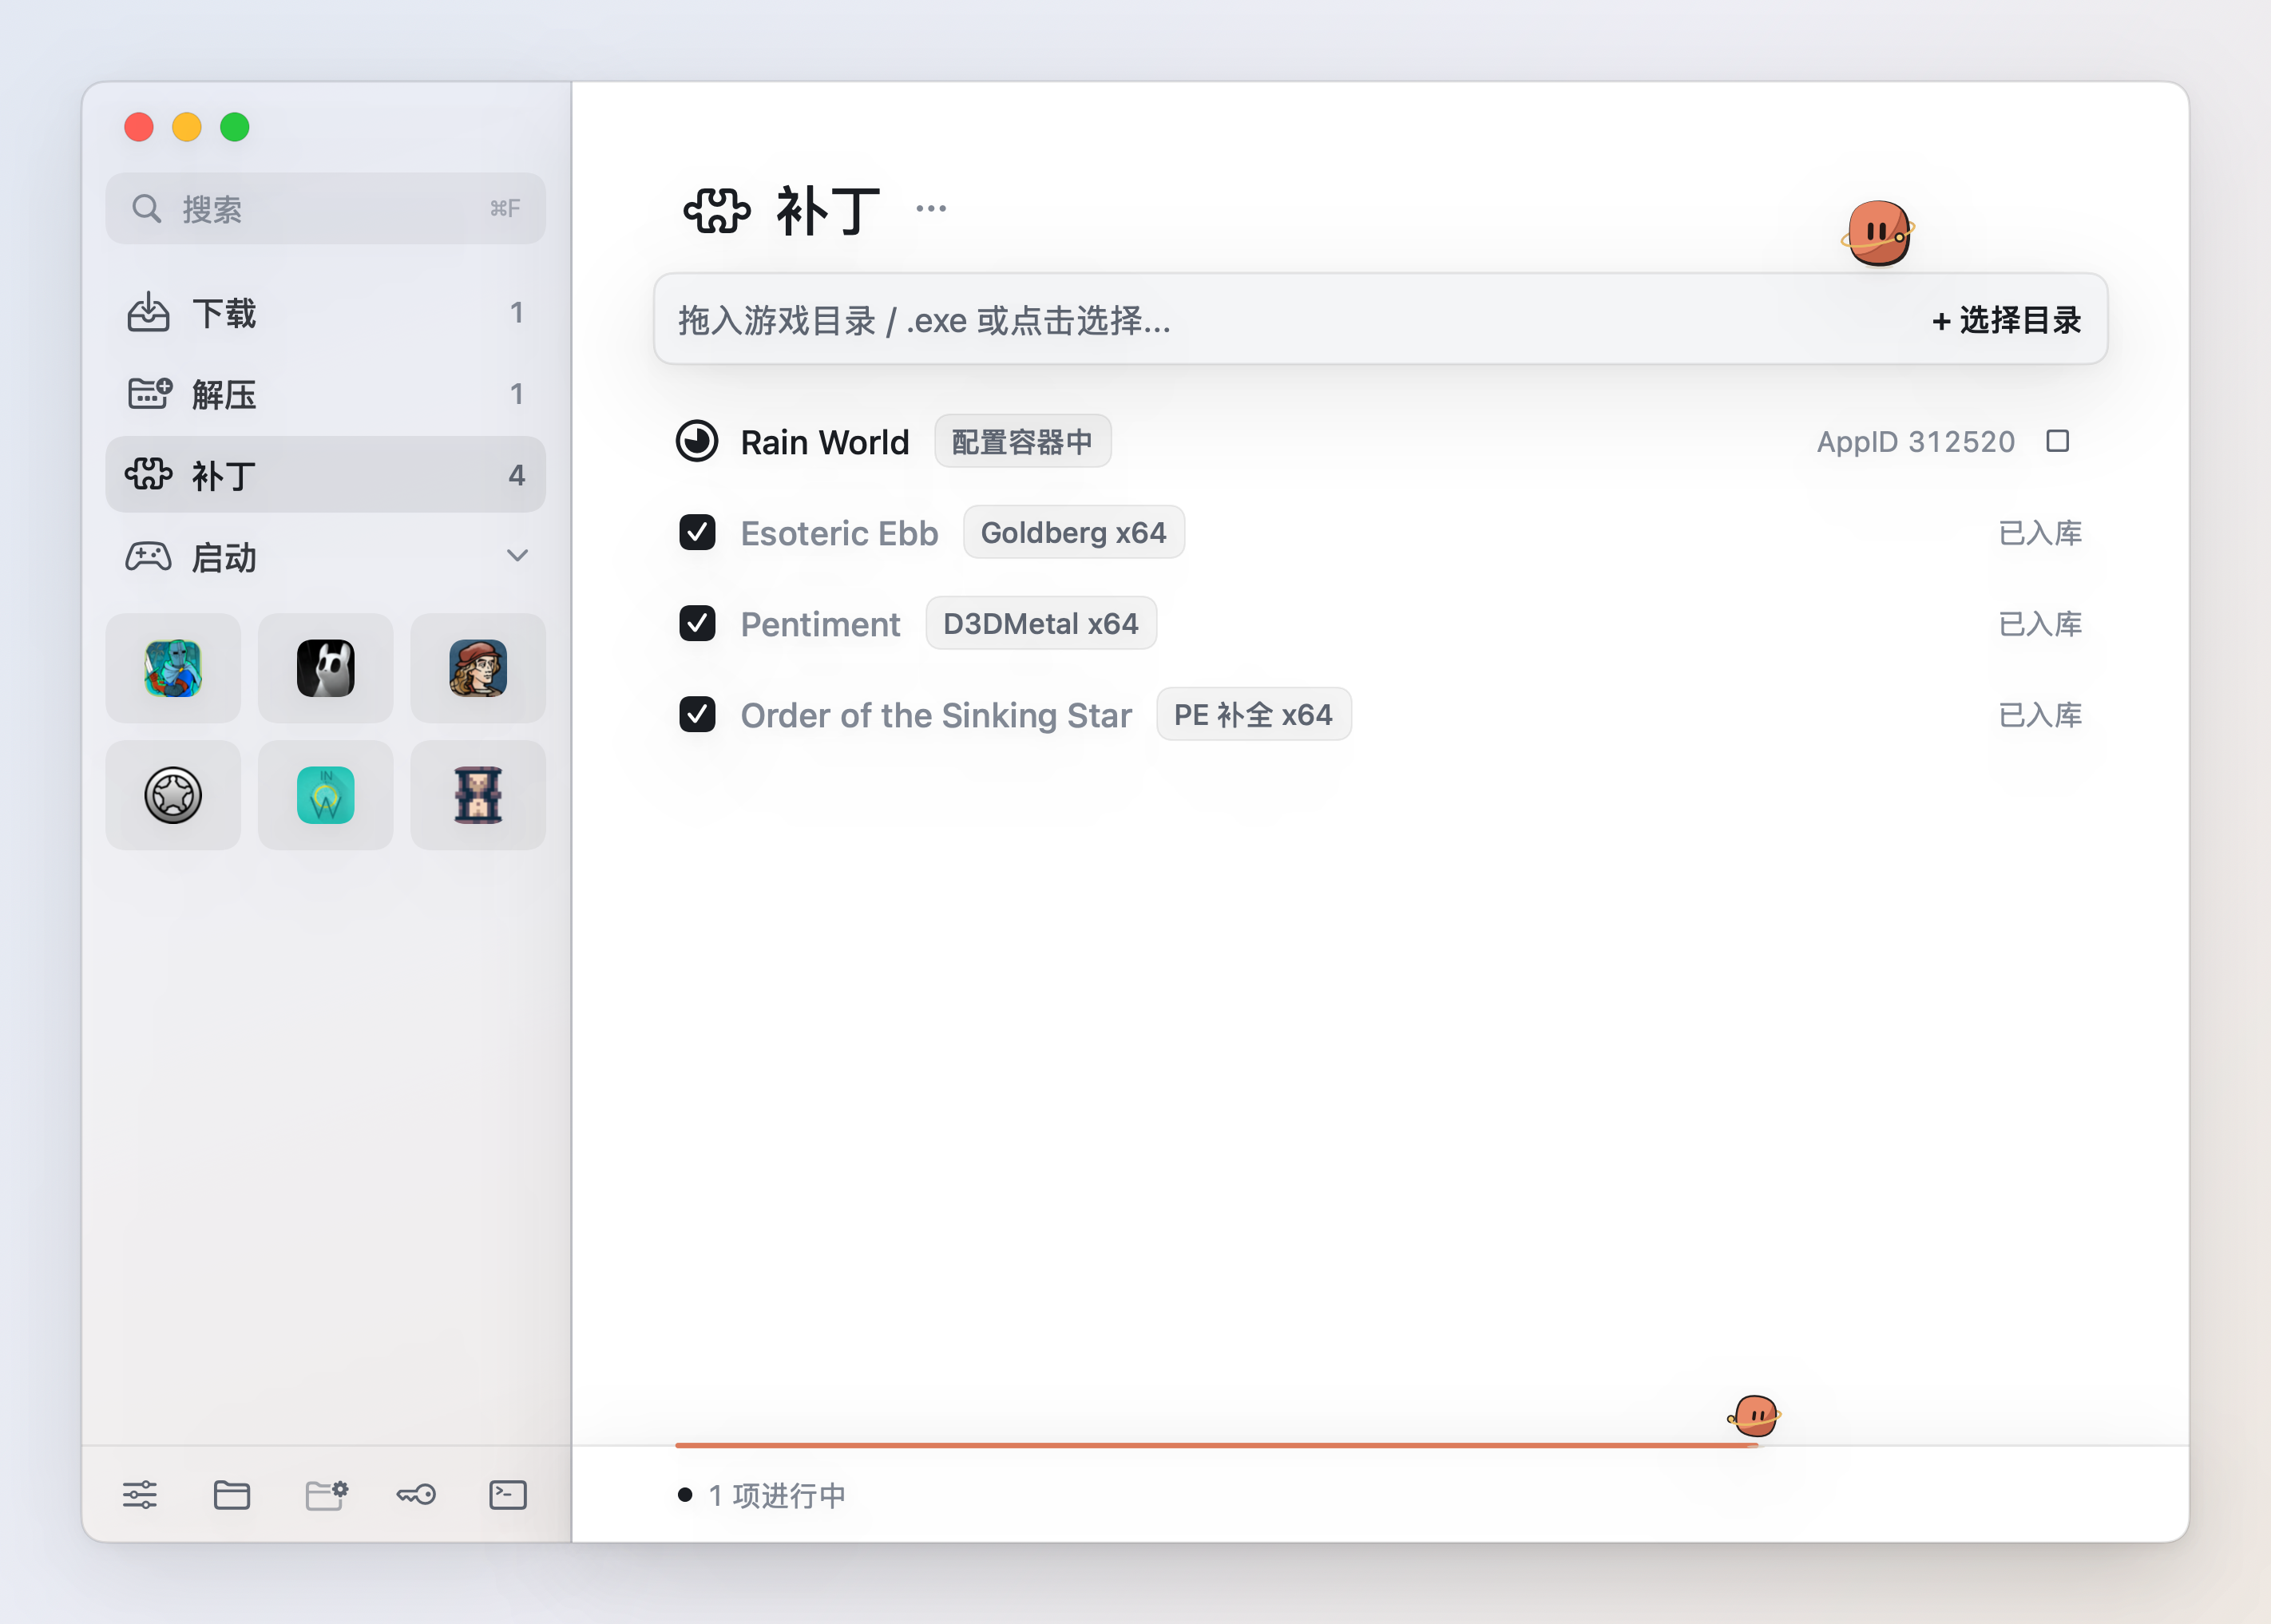 搜索 ⌘F
下载 1
解压 1
补丁 4
启动
IN
W
补丁 ...
拖入游戏目录 / .exe 或点击选择... + 选择目录
Rain World 配置容器中 AppID 312520
Esoteric Ebb Goldberg x64 已入库
Pentiment D3DMetal x64 已入库
Order of the Sinking Star PE 补全 x64 已入库
1 项进行中